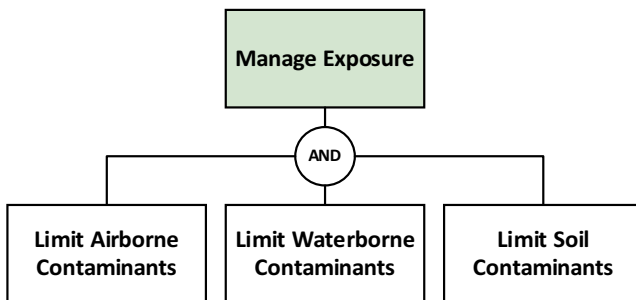 Manage Exposure
AND
Limit Airborne
Contaminants
Limit Waterborne
Contaminants
Limit Soil
Contaminants